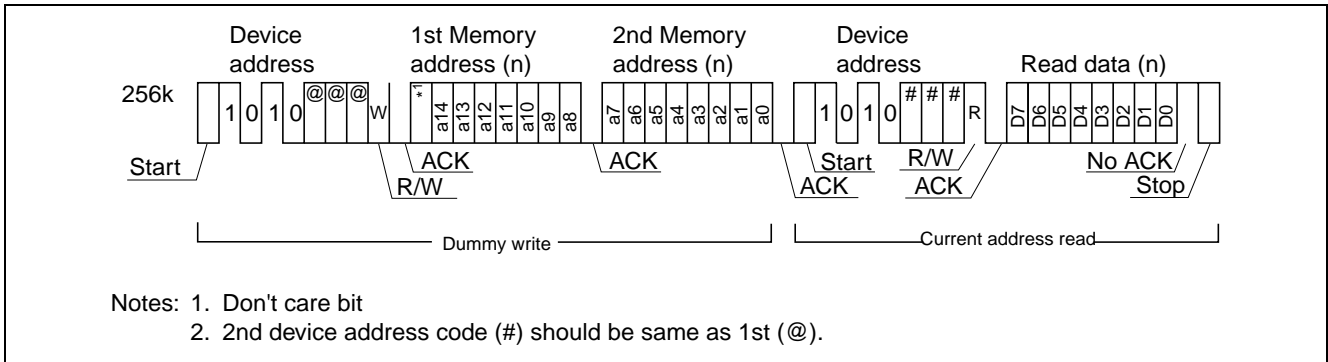 Device address
1st Memory address (n)
2nd Memory address (n)
Device address
Read data (n)
256k
1 0 1 0 @ @ @ W
*1 a14 a13 a12 a11 a10 a9 a8
a7 a6 a5 a4 a3 a2 a1 a0
1 0 1 0 # # # R
D7 D6 D5 D4 D3 D2 D1 D0
Start
R/W
ACK
ACK
ACK
Start
R/W
ACK
No ACK
Stop
Dummy write
Current address read
Notes: 1. Don't care bit
2. 2nd device address code (#) should be same as 1st (@).